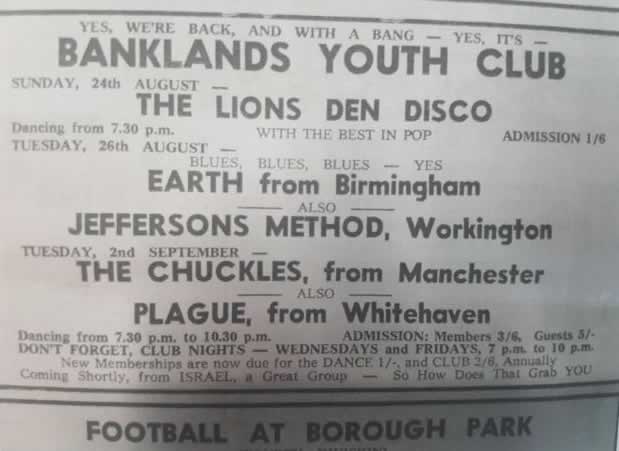 YES, WE'RE BACK, AND WITH A BANG — YES, IT'S —
BANKLANDS YOUTH CLUB
SUNDAY, 24th AUGUST —
THE LIONS DEN DISCO
Dancing from 7.30 p.m. WITH THE BEST IN POP ADMISSION 1/6
TUESDAY, 26th AUGUST —
BLUES, BLUES, BLUES — YES
EARTH from Birmingham
— ALSO —
JEFFERSONS METHOD, Workington
TUESDAY, 2nd SEPTEMBER —
THE CHUCKLES, from Manchester
— ALSO —
PLAGUE, from Whitehaven
Dancing from 7.30 p.m. to 10.30 p.m. ADMISSION: Members 3/6, Guests 5/-
DON'T FORGET, CLUB NIGHTS — WEDNESDAYS and FRIDAYS, 7 p.m. to 10 p.m.
New Memberships are now due for the DANCE 1/-, and CLUB 2/6, Annually
Coming Shortly, from ISRAEL, a Great Group — So How Does That Grab YOU
FOOTBALL AT BOROUGH PARK